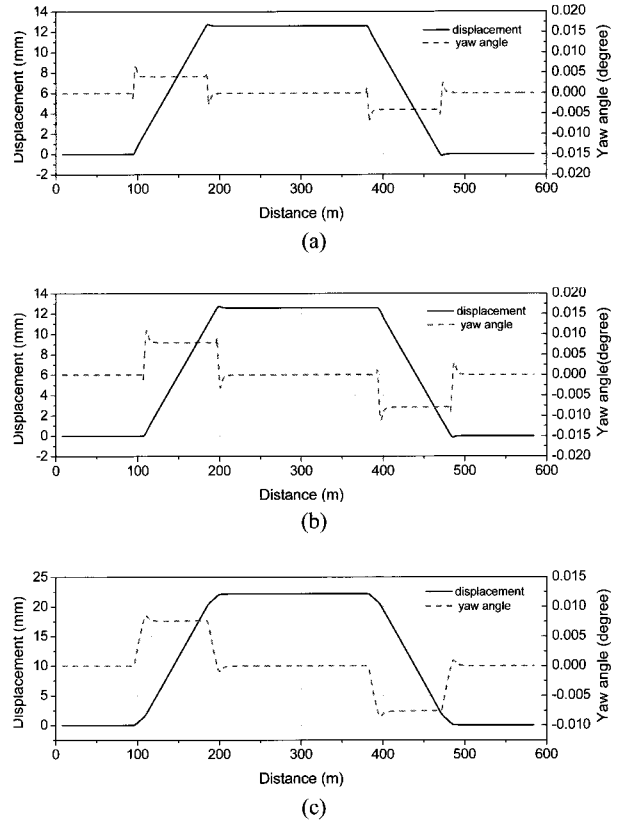 14
12
10
8
6
4
2
0
-2
Displacement (mm)
0.020
0.015
0.010
0.005
0.000
-0.005
-0.010
-0.015
-0.020
Yaw angle (degree)
displacement
yaw angle
0 100 200 300 400 500 600
Distance (m)
(a)
14
12
10
8
6
4
2
0
-2
Displacement (mm)
0.020
0.015
0.010
0.005
0.000
-0.005
-0.010
-0.015
-0.020
Yaw angle(degree)
displacement
yaw angle
0 100 200 300 400 500 600
Distance (m)
(b)
25
20
15
10
5
0
Displacement (mm)
0.015
0.010
0.005
0.000
-0.005
-0.010
Yaw angle (degree)
displacement
yaw angle
0 100 200 300 400 500 600
Distance (m)
(c)